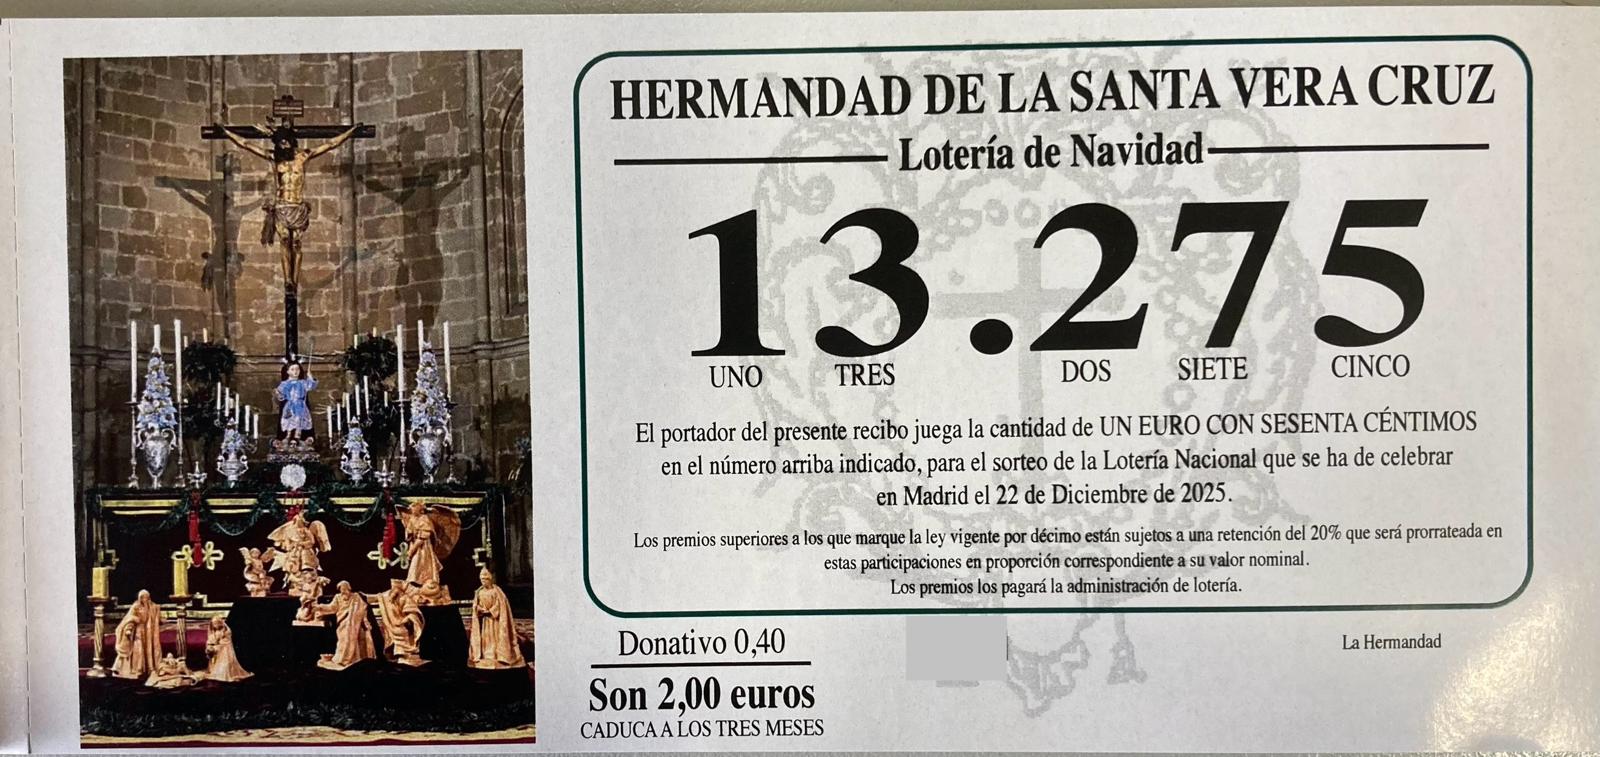 HERMANDAD DE LA SANTA VERA CRUZ
Lotería de Navidad
13.275
UNO TRES DOS SIETE CINCO
El portador del presente recibo juega la cantidad de UN EURO CON SESENTA CÉNTIMOS
en el número arriba indicado, para el sorteo de la Lotería Nacional que se ha de celebrar
en Madrid el 22 de Diciembre de 2025.
Los premios superiores a los que marque la ley vigente por décimo están sujetos a una retención del 20% que será prorrateada en
estas participaciones en proporción correspondiente a su valor nominal.
Los premios los pagará la administración de lotería.
Donativo 0,40
Son 2,00 euros
CADUCA A LOS TRES MESES
La Hermandad